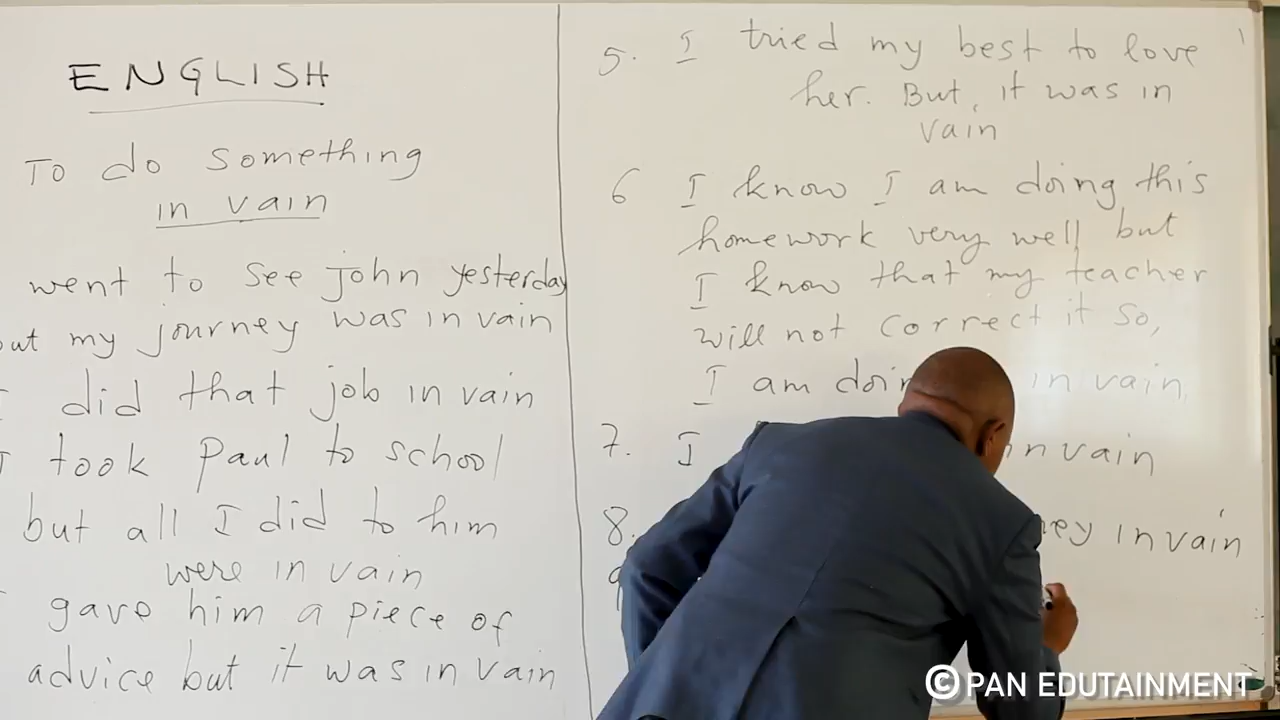 ENGLISH
To do something
in vain
went to see john yesterday
but my journey was in vain
I did that job in vain
I took Paul to school
but all I did to him
were in vain
gave him a piece of
advice but it was in vain
5. I tried my best to love
her. But, it was in
vain
6 I know I am doing this
homework very well but
I know that my teacher
will not correct it so,
I am doin in vain,
7. I in vain
8. ney in vain
9
©PAN EDUTAINMENT